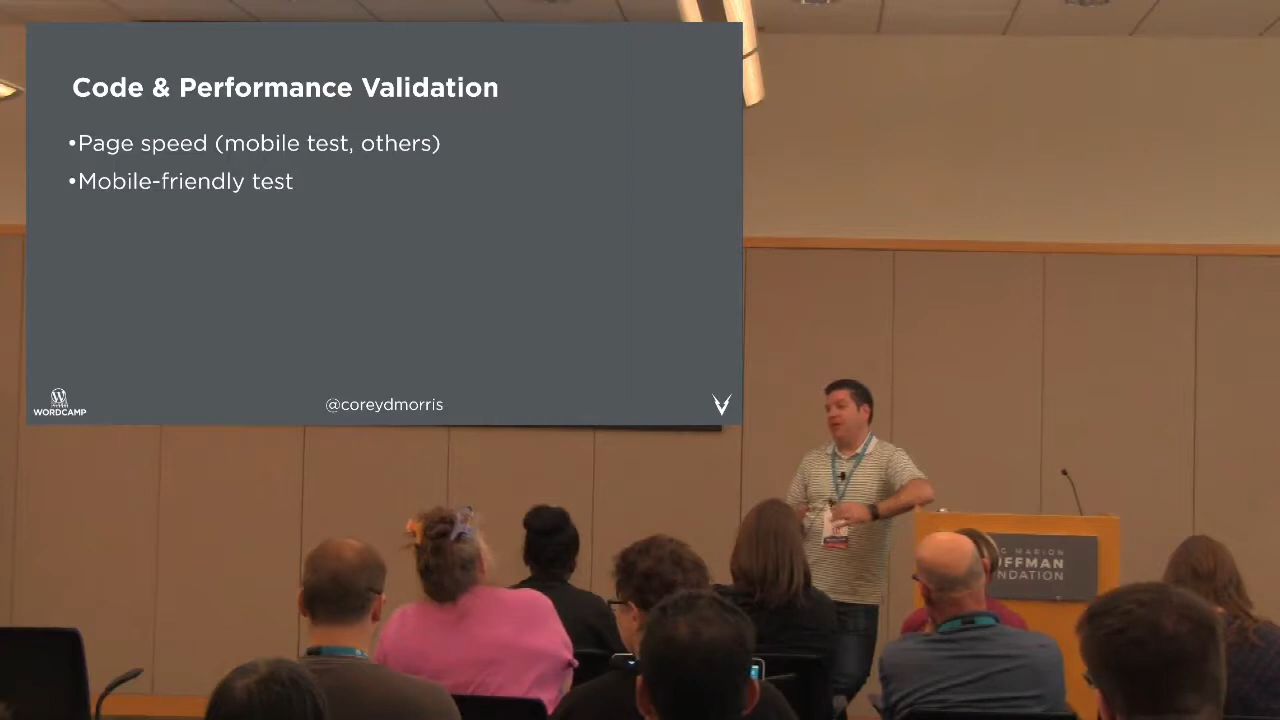 Code & Performance Validation
•Page speed (mobile test, others)
•Mobile-friendly test
WORDCAMP
@coreydmorris
MARION
FFMAN
NDATION